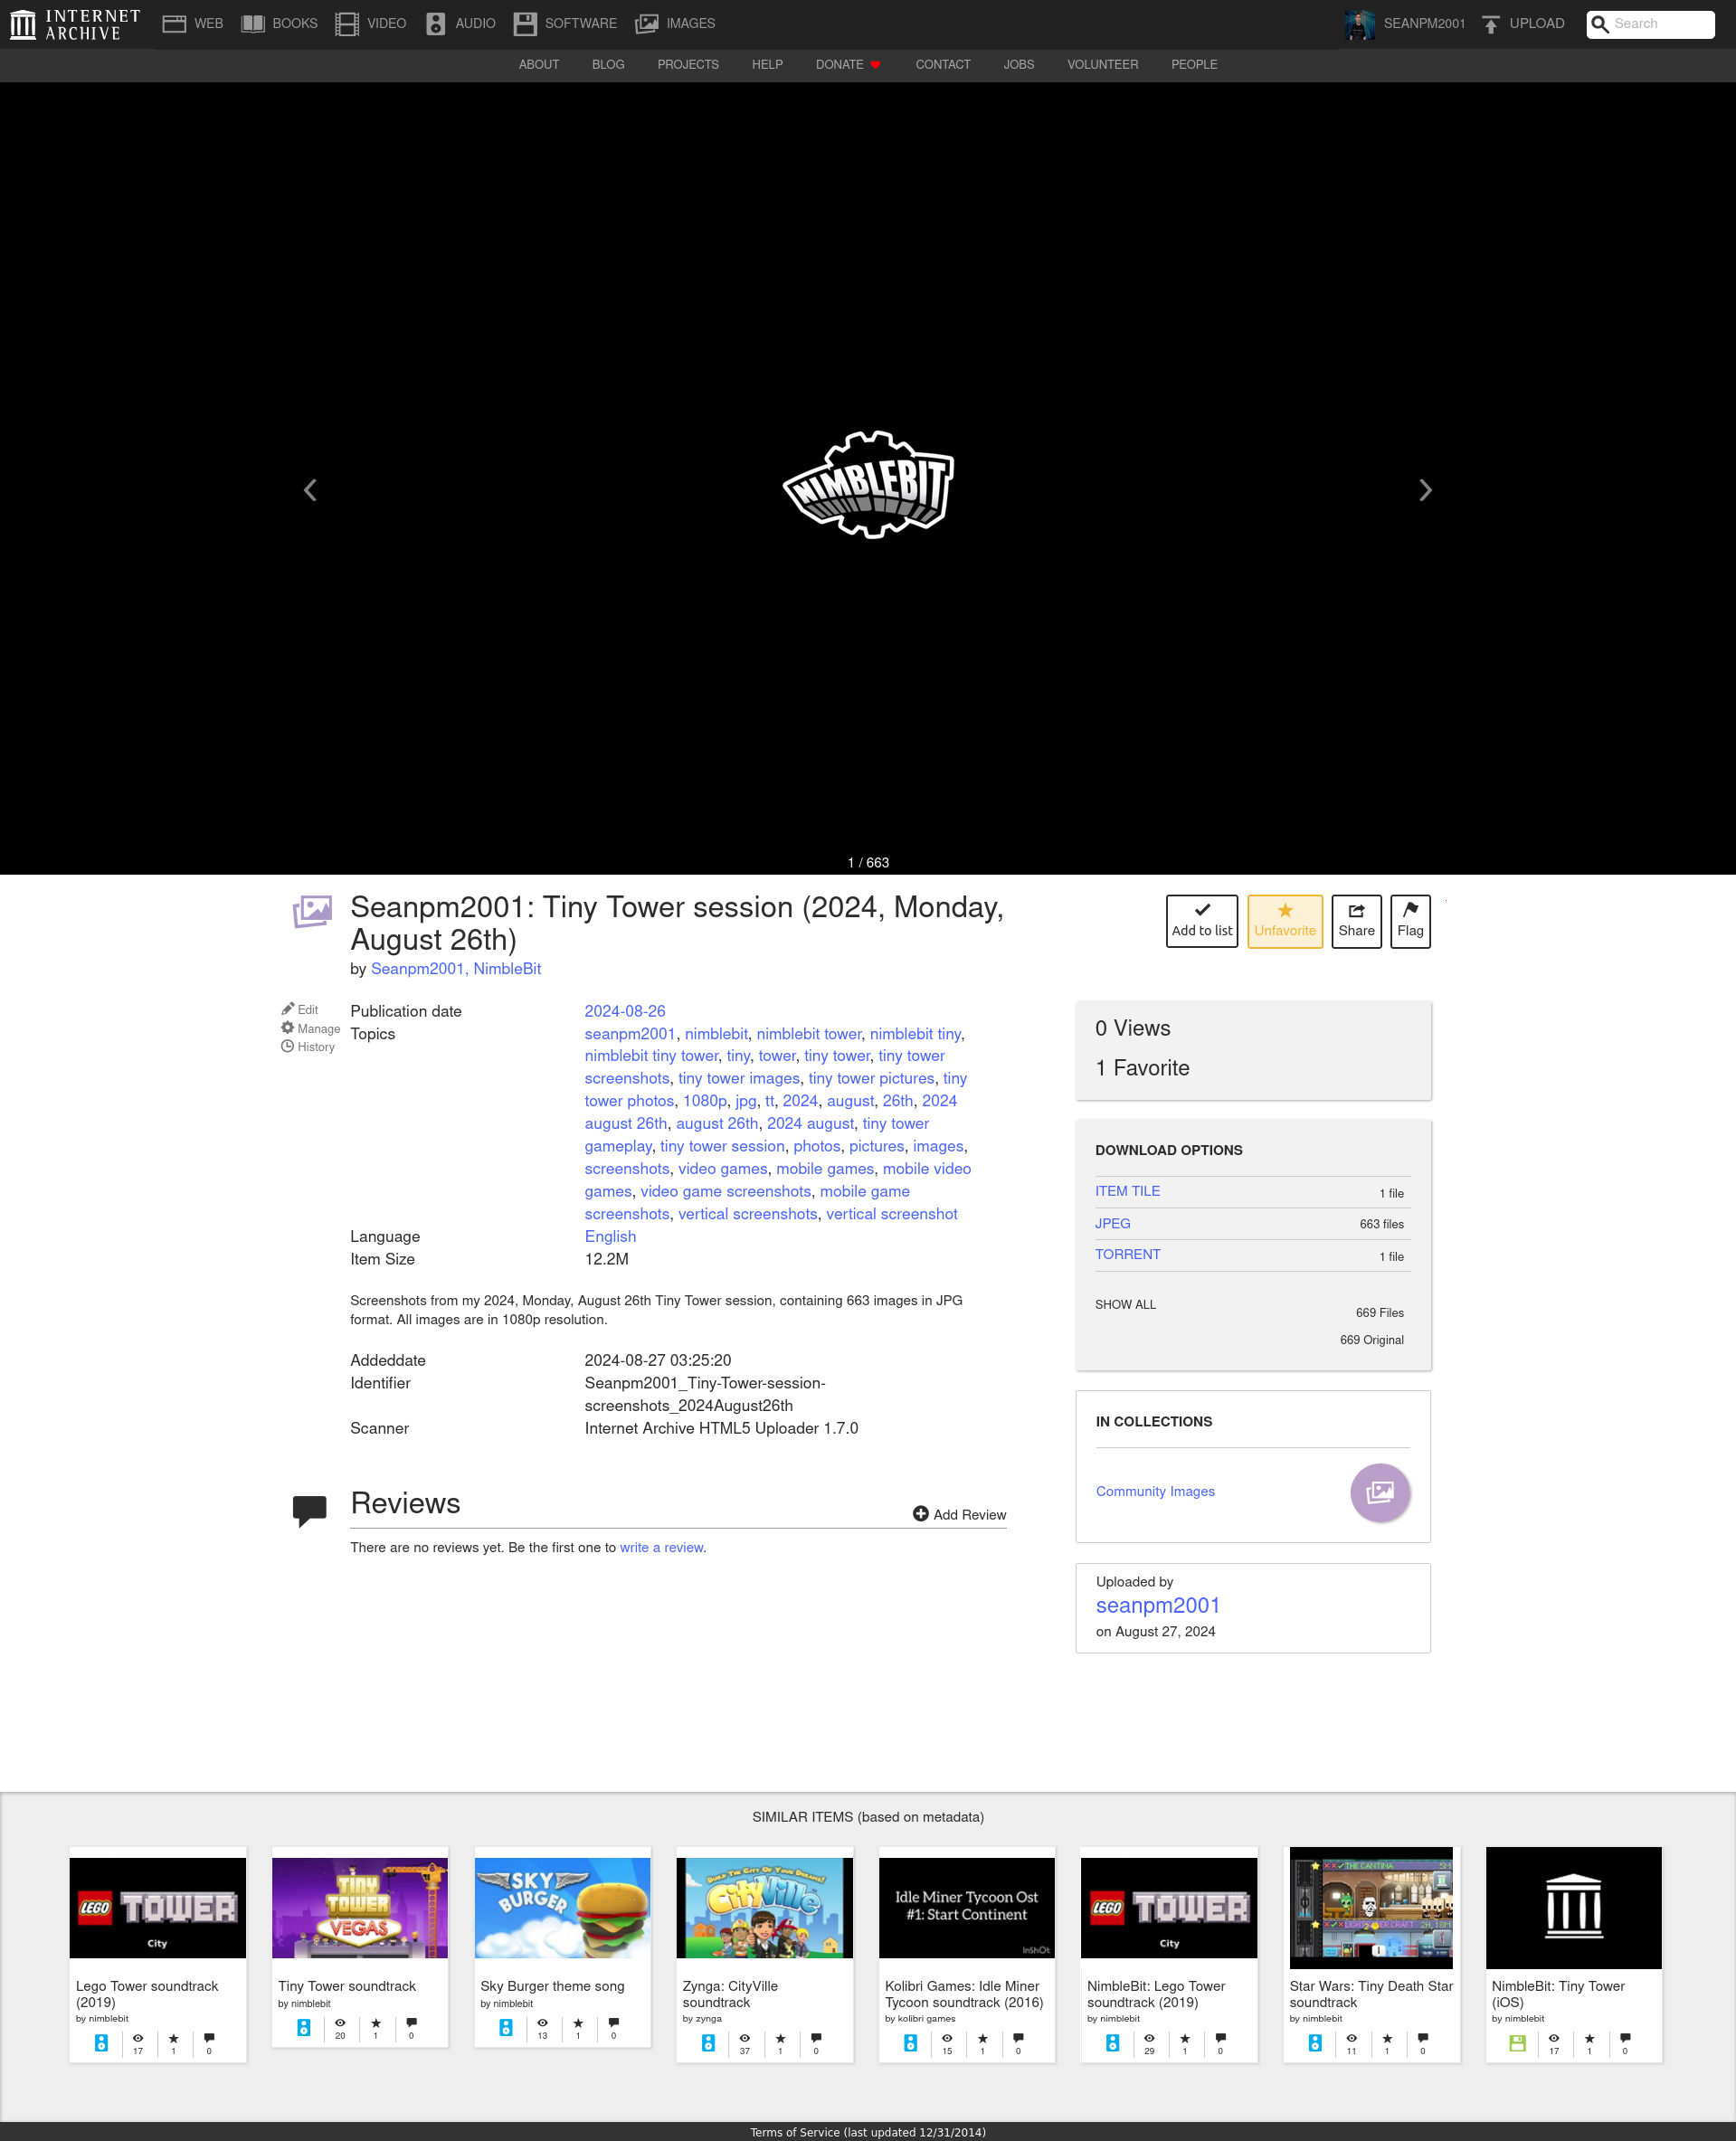 INTERNET ARCHIVE
WEB BOOKS VIDEO AUDIO SOFTWARE IMAGES SEANPM2001 UPLOAD Search
ABOUT BLOG PROJECTS HELP DONATE CONTACT JOBS VOLUNTEER PEOPLE
NIMBLEBIT
1 / 663
Seanpm2001: Tiny Tower session (2024, Monday,
August 26th)
by Seanpm2001, NimbleBit
Add to list Unfavorite Share Flag
Edit
Manage
History
Publication date 2024-08-26
Topics seanpm2001, nimblebit, nimblebit tower, nimblebit tiny,
nimblebit tiny tower, tiny, tower, tiny tower, tiny tower
screenshots, tiny tower images, tiny tower pictures, tiny
tower photos, 1080p, jpg, tt, 2024, august, 26th, 2024
august 26th, august 26th, 2024 august, tiny tower
gameplay, tiny tower session, photos, pictures, images,
screenshots, video games, mobile games, mobile video
games, video game screenshots, mobile game
screenshots, vertical screenshots, vertical screenshot
Language English
Item Size 12.2M
Screenshots from my 2024, Monday, August 26th Tiny Tower session, containing 663 images in JPG
format. All images are in 1080p resolution.
Addeddate 2024-08-27 03:25:20
Identifier Seanpm2001_Tiny-Tower-session-
screenshots_2024August26th
Scanner Internet Archive HTML5 Uploader 1.7.0
Reviews
Add Review
There are no reviews yet. Be the first one to write a review.
0 Views
1 Favorite
DOWNLOAD OPTIONS
ITEM TILE 1 file
JPEG 663 files
TORRENT 1 file
SHOW ALL 669 Files
669 Original
IN COLLECTIONS
Community Images
Uploaded by
seanpm2001
on August 27, 2024
SIMILAR ITEMS (based on metadata)
LEGO TOWER
City
Lego Tower soundtrack
(2019)
by nimblebit
17 1 0
TINY TOWER VEGAS
Tiny Tower soundtrack
by nimblebit
20 1 0
SKY BURGER
Sky Burger theme song
by nimblebit
13 1 0
BUILD THE CITY OF YOUR DREAMS!
CityVille
Zynga: CityVille
soundtrack
by zynga
37 1 0
Idle Miner Tycoon Ost
#1: Start Continent
InShOt
Kolibri Games: Idle Miner
Tycoon soundtrack (2016)
by kolibri games
15 1 0
LEGO TOWER
City
NimbleBit: Lego Tower
soundtrack (2019)
by nimblebit
29 1 0
THE CANTINA
Star Wars: Tiny Death Star
soundtrack
by nimblebit
11 1 0
NimbleBit: Tiny Tower
(iOS)
by nimblebit
17 1 0
Terms of Service (last updated 12/31/2014)